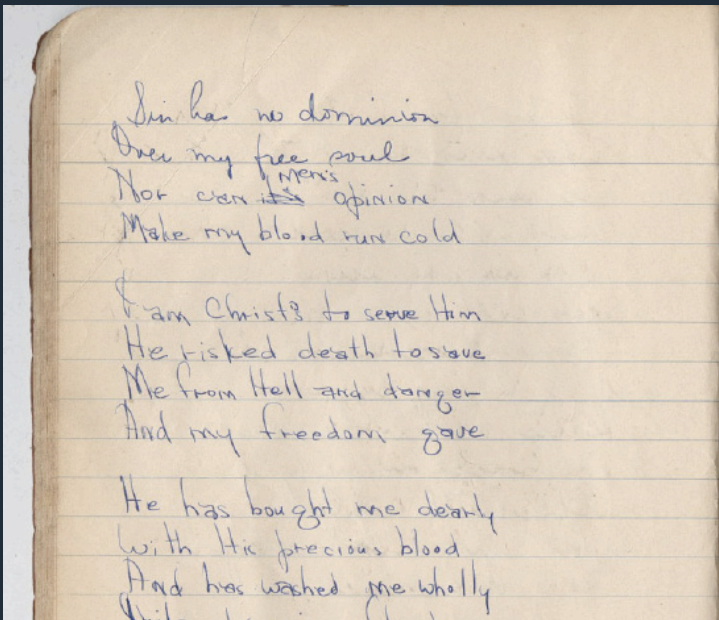 Sin has no dominion
Over my free soul
Men's
Nor can opinion
Make my blood run cold
I am Christ's to serve Him
He risked death to save
Me from Hell and danger
And my freedom gave
He has bought me dearly
With His precious blood
And has washed me wholly